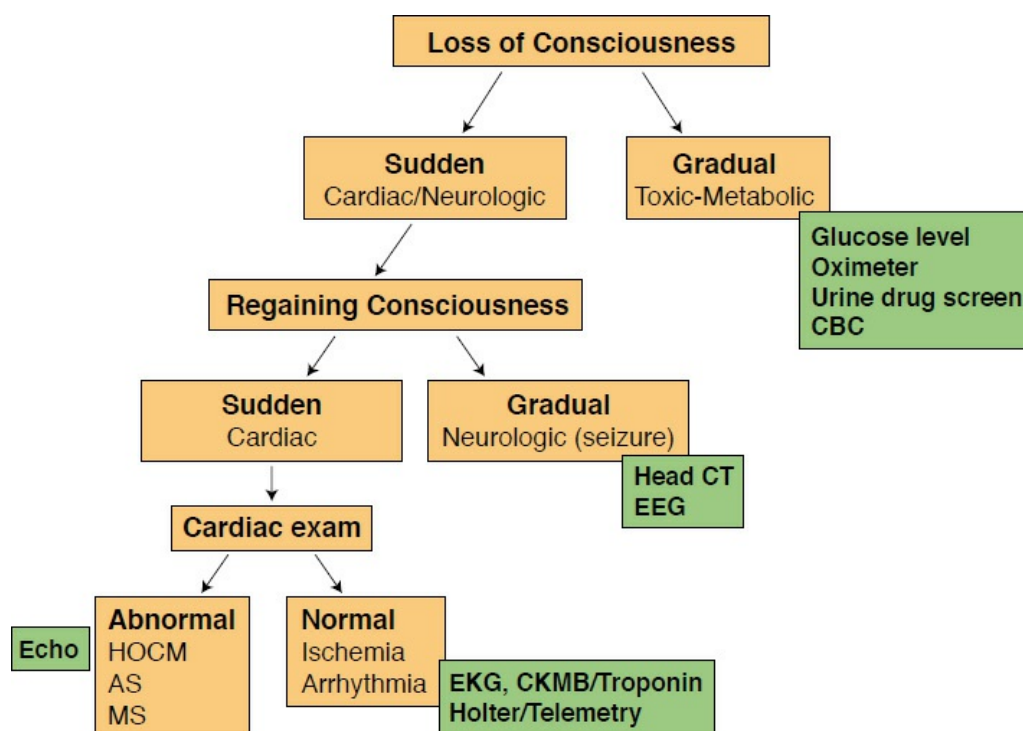 Loss of Consciousness
Sudden
Cardiac/Neurologic
Gradual
Toxic-Metabolic
Glucose level
Oximeter
Urine drug screen
CBC
Regaining Consciousness
Sudden
Cardiac
Gradual
Neurologic (seizure)
Head CT
EEG
Cardiac exam
Echo
Abnormal
HOCM
AS
MS
Normal
Ischemia
Arrhythmia
EKG, CKMB/Troponin
Holter/Telemetry